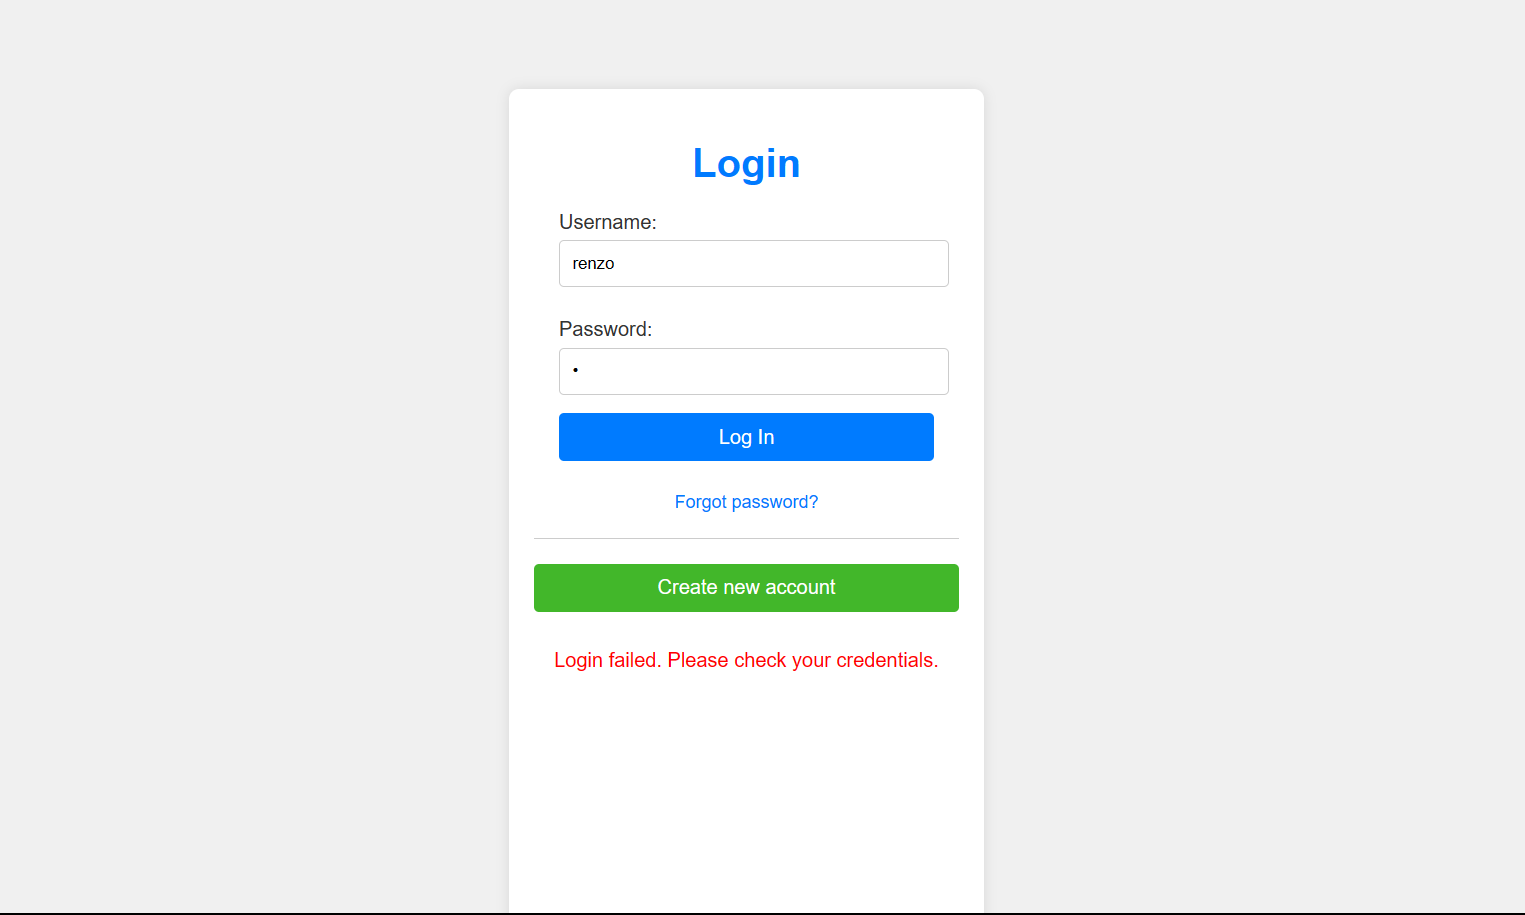 Login
Username:
renzo
Password:
•
Log In
Forgot password?
Create new account
Login failed. Please check your credentials.